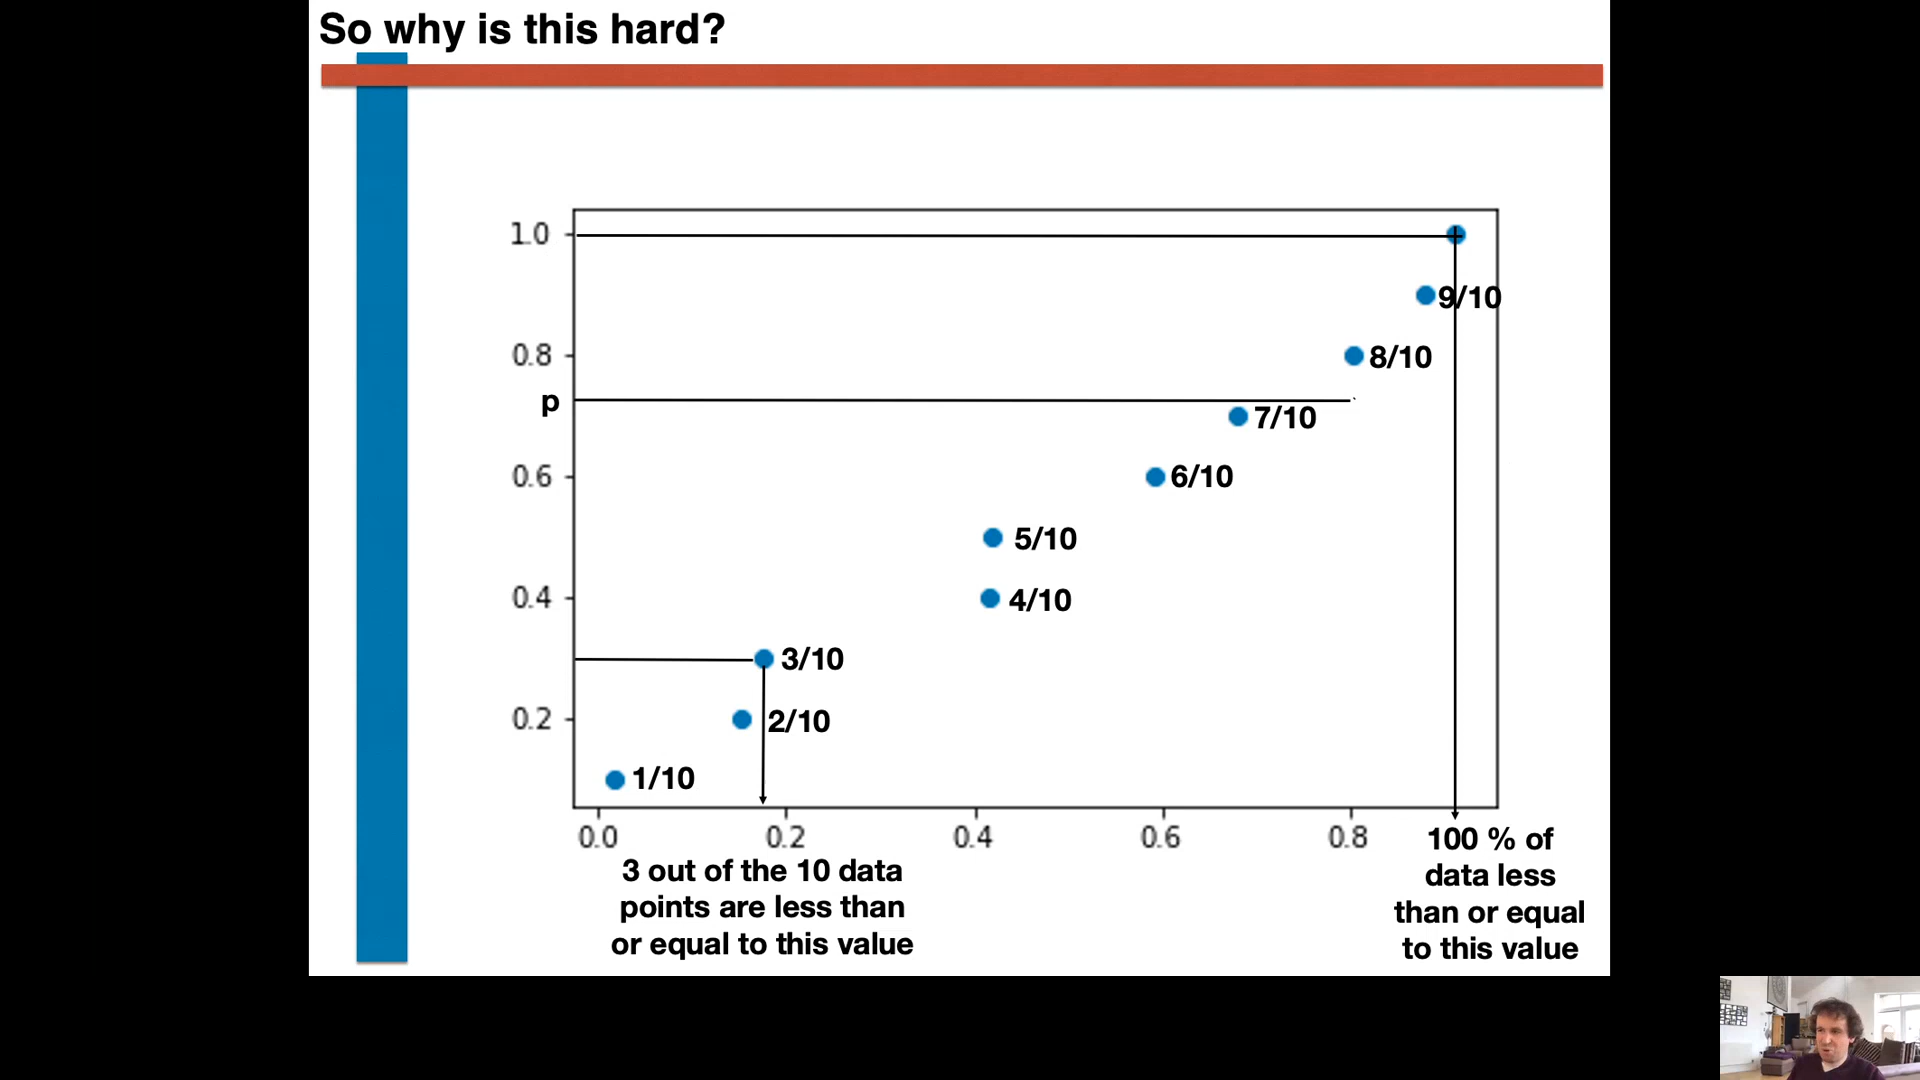 So why is this hard?
1.0
9/10
0.8
8/10
p
7/10
0.6
6/10
5/10
0.4
4/10
3/10
0.2
2/10
1/10
0.0 0.2 0.4 0.6 0.8
3 out of the 10 data
points are less than
or equal to this value
100 % of
data less
than or equal
to this value